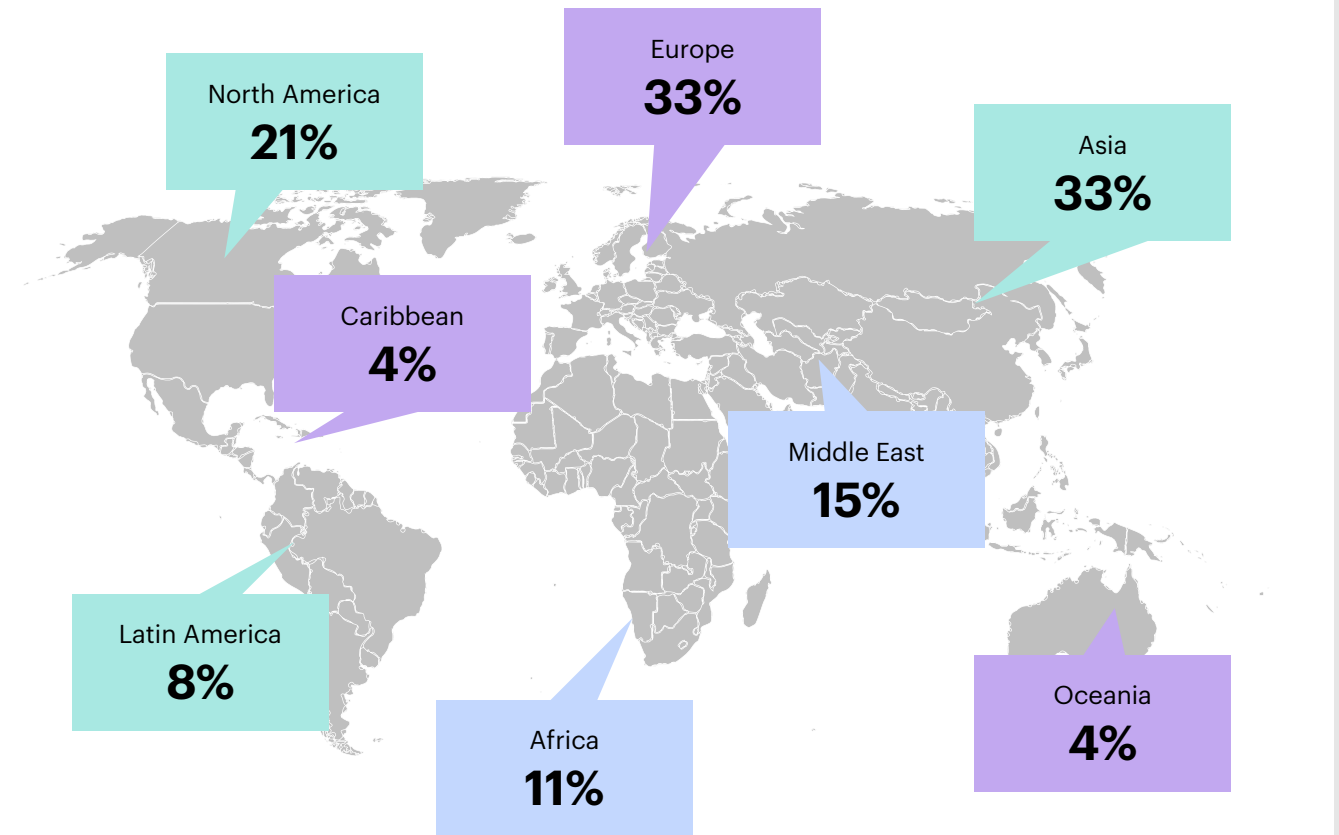 Europe
33%
North America
21%
Asia
33%
Caribbean
4%
Middle East
15%
Latin America
8%
Oceania
4%
Africa
11%